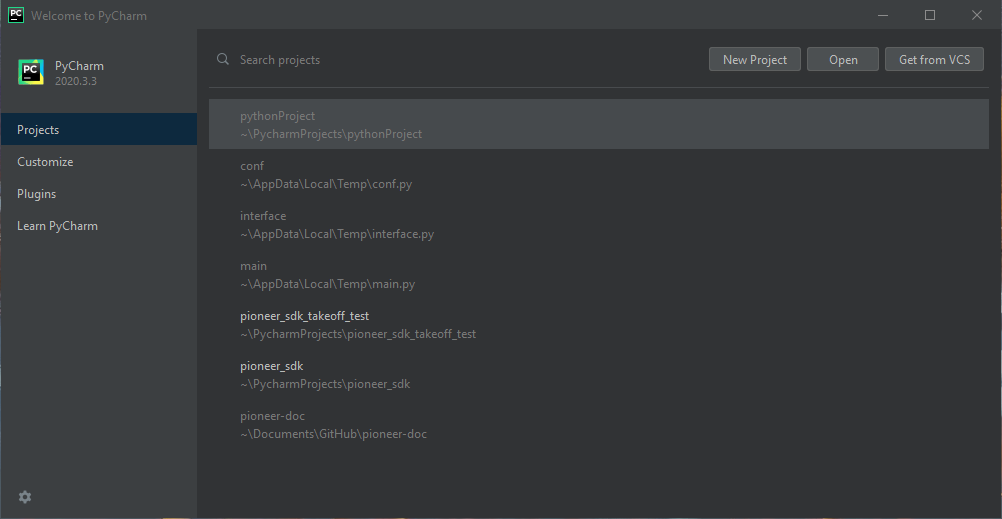 Welcome to PyCharm
PC
PyCharm
2020.3.3
Projects
Customize
Plugins
Learn PyCharm
Search projects
New Project
Open
Get from VCS
pythonProject
~\PycharmProjects\pythonProject
conf
~\AppData\Local\Temp\conf.py
interface
~\AppData\Local\Temp\interface.py
main
~\AppData\Local\Temp\main.py
pioneer_sdk_takeoff_test
~\PycharmProjects\pioneer_sdk_takeoff_test
pioneer_sdk
~\PycharmProjects\pioneer_sdk
pioneer-doc
~\Documents\GitHub\pioneer-doc